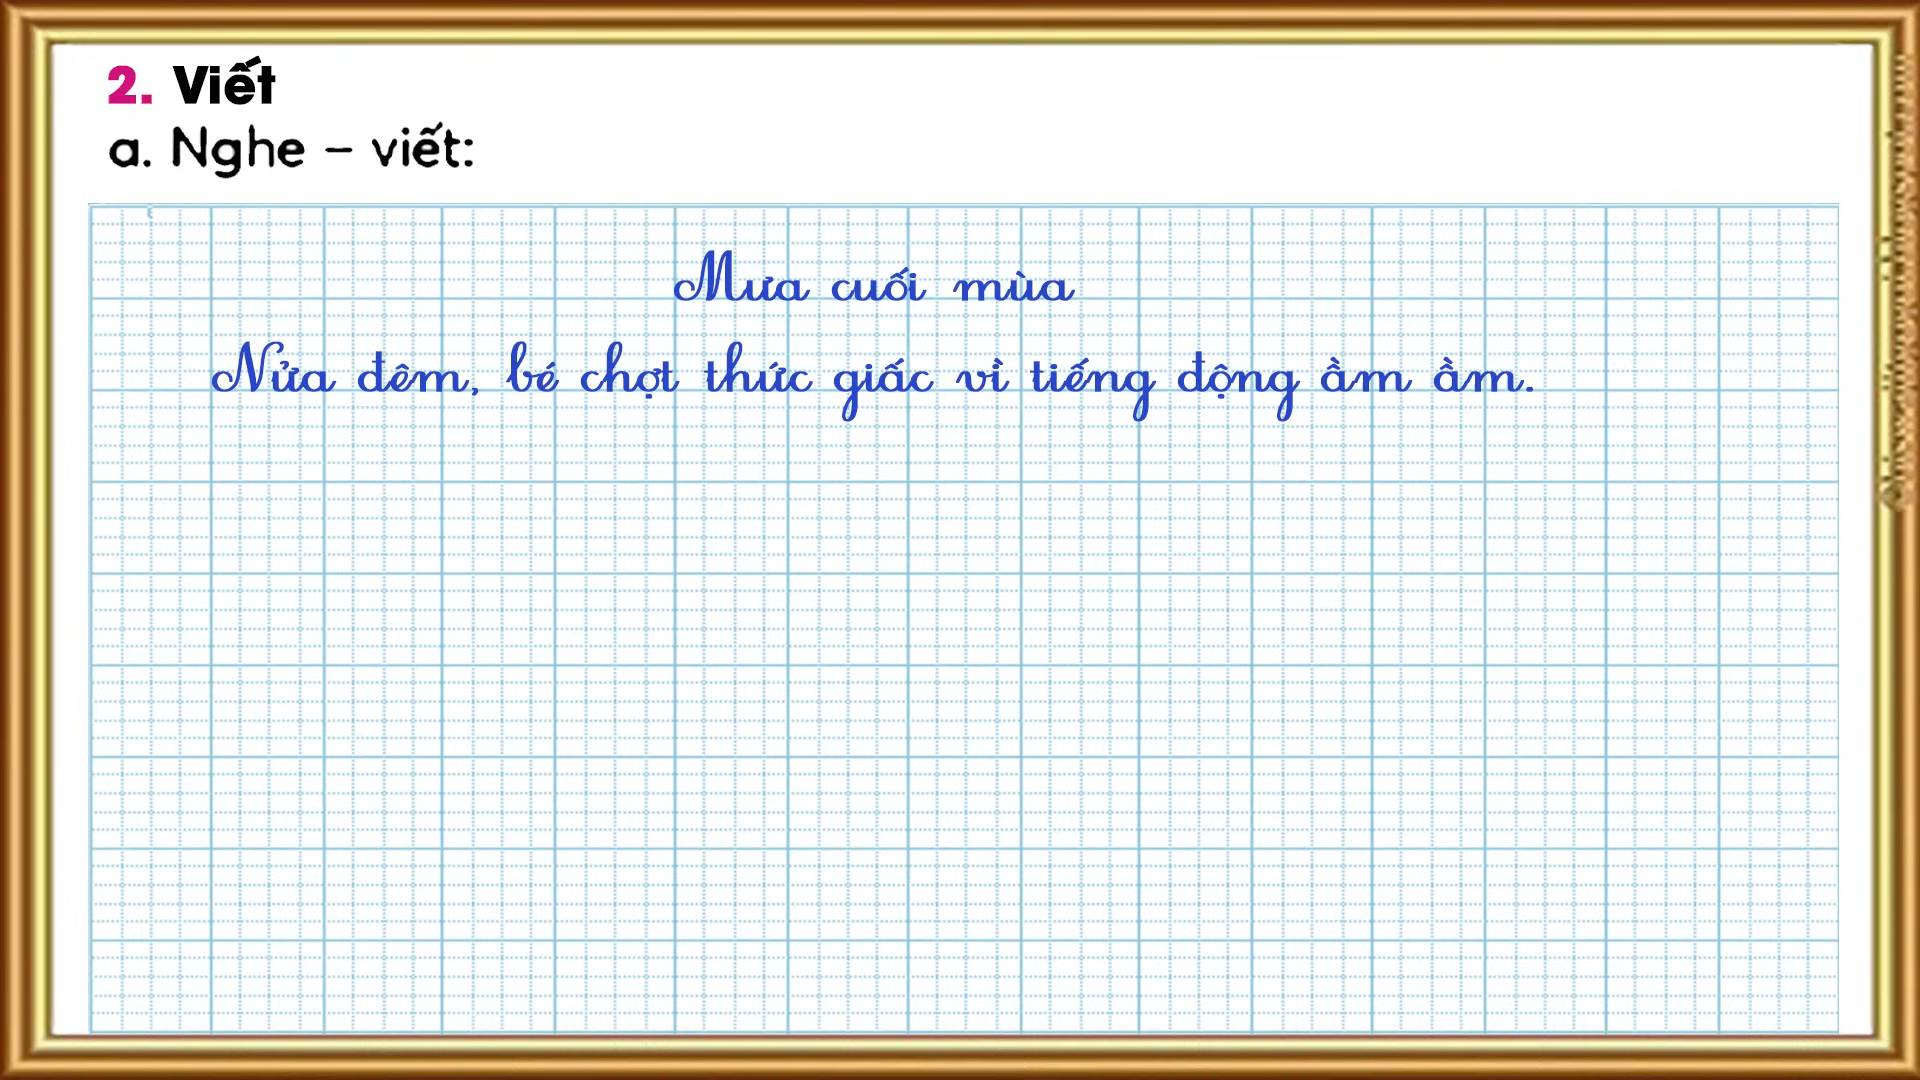 2. Viết
a. Nghe – viết:
Mưa cuối mùa
Nửa đêm, bé chợt thức giấc vì tiếng động ầm ầm.